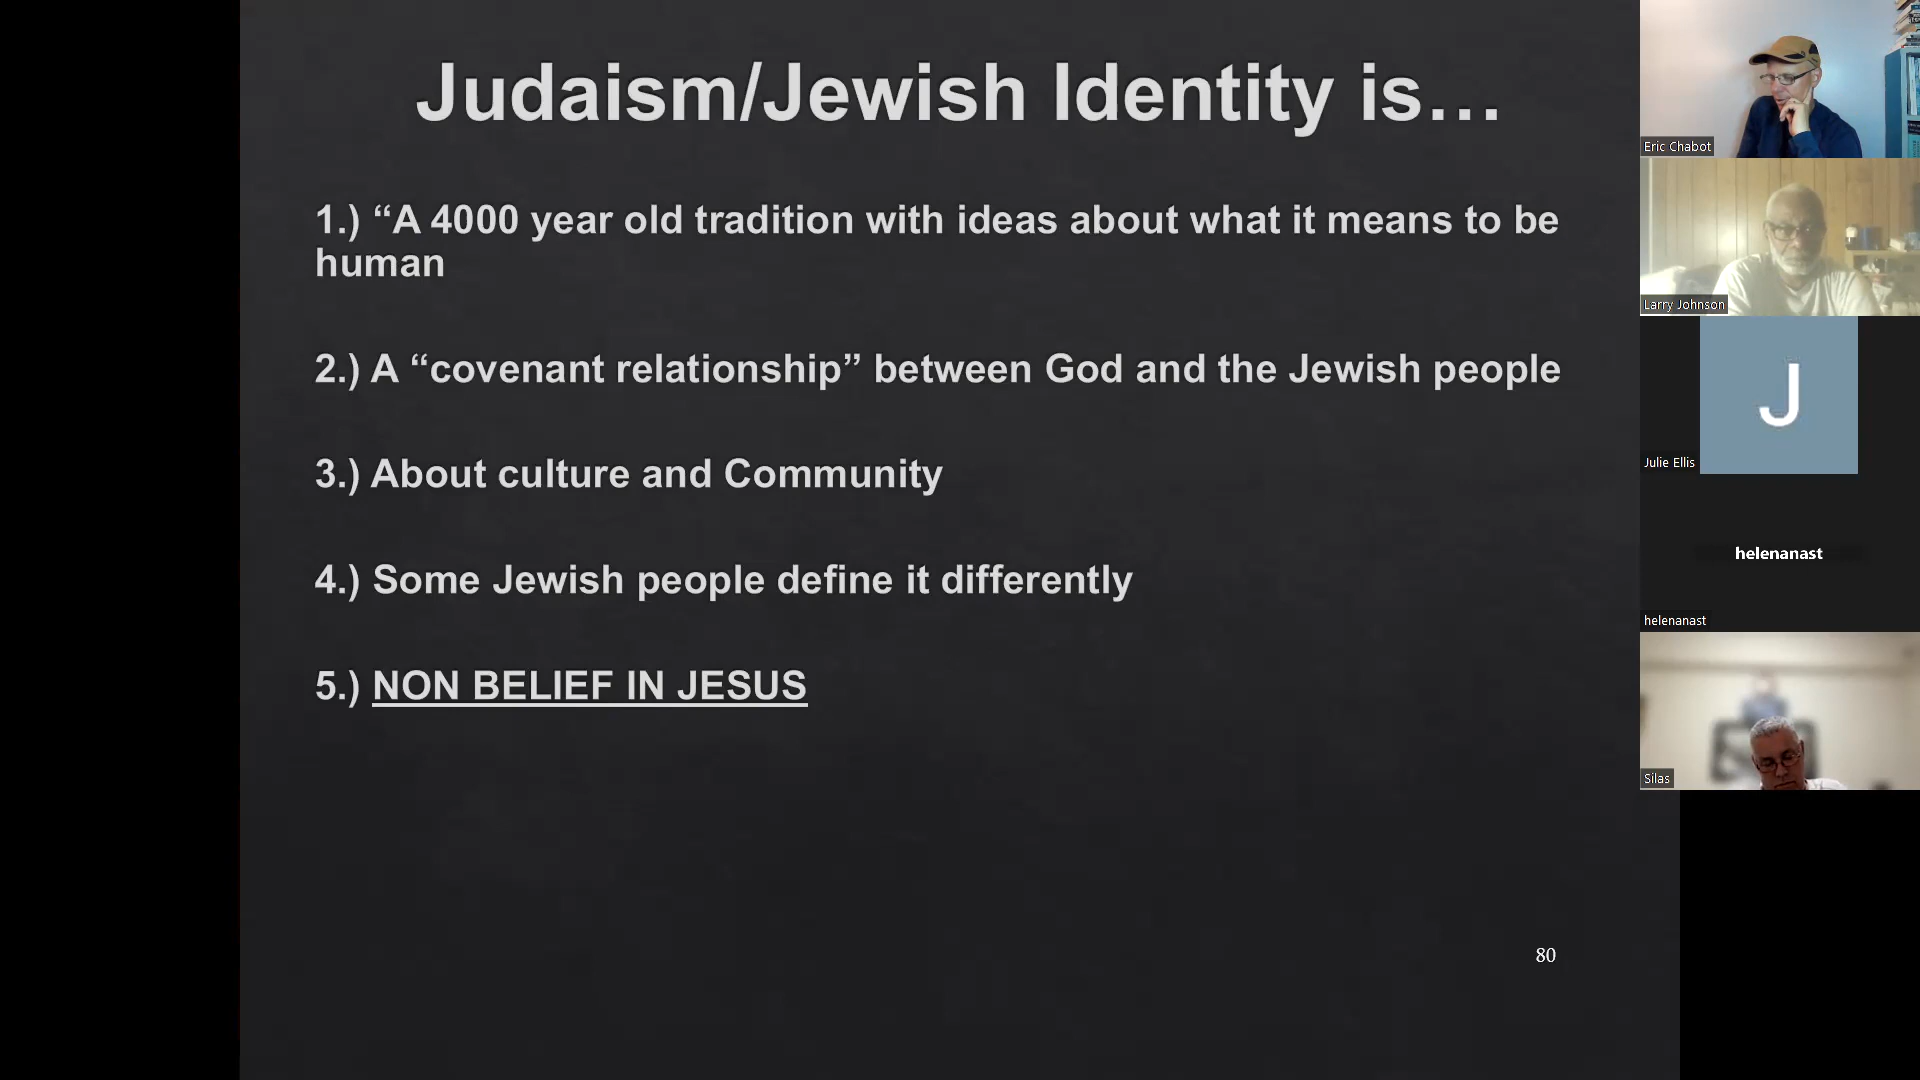 Judaism/Jewish Identity is…
1.) “A 4000 year old tradition with ideas about what it means to be
human
2.) A “covenant relationship” between God and the Jewish people
3.) About culture and Community
4.) Some Jewish people define it differently
5.) NON BELIEF IN JESUS
80
Eric Chabot
Larry Johnson
J
Julie Ellis
helenanast
helenanast
Silas